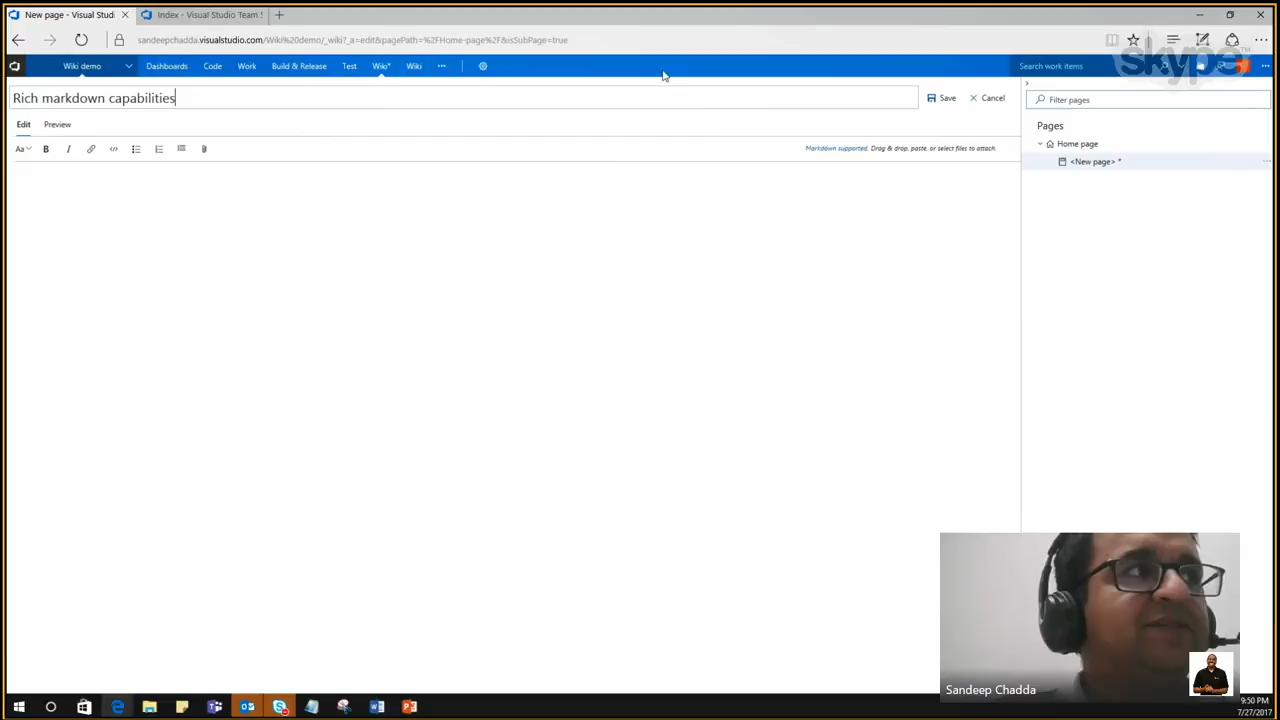 New page - Visual Studi
Index - Visual Studio Team S
sandeepchadda.visualstudio.com/Wiki%20demo/_wiki?_a=edit&pagePath=%2FHome-page%2F&isSubPage=true
Wiki demo
Dashboards
Code
Work
Build & Release
Test
Wiki*
Wiki
Search work items
skype™
Rich markdown capabilities
Save
Cancel
Filter pages
Edit
Preview
Pages
Aa
B
I
Markdown supported. Drag & drop, paste, or select files to attach.
Home page
<New page> *
Sandeep Chadda
9:50 PM
7/27/2017